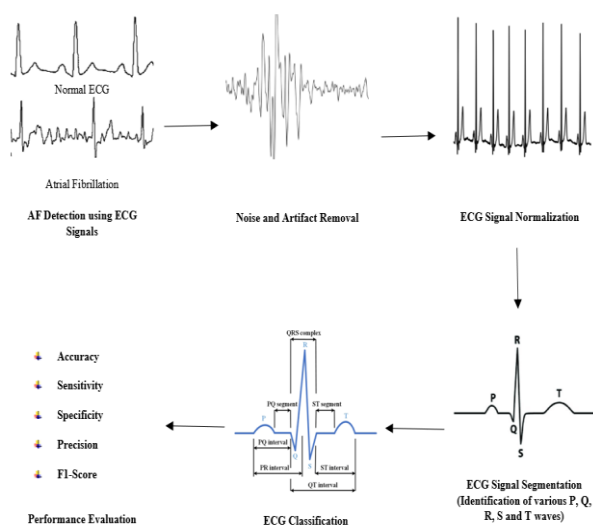 Normal ECG
Atrial Fibrillation
AF Detection using ECG
Signals
Noise and Artifact Removal
ECG Signal Normalization
R
P
T
Q
S
ECG Signal Segmentation
(Identification of various P, Q,
R, S and T waves)
QRS complex
R
PQ segment
ST segment
P
T
Q
S
PQ interval
PR interval
ST interval
QT interval
ECG Classification
Accuracy
Sensitivity
Specificity
Precision
F1-Score
Performance Evaluation